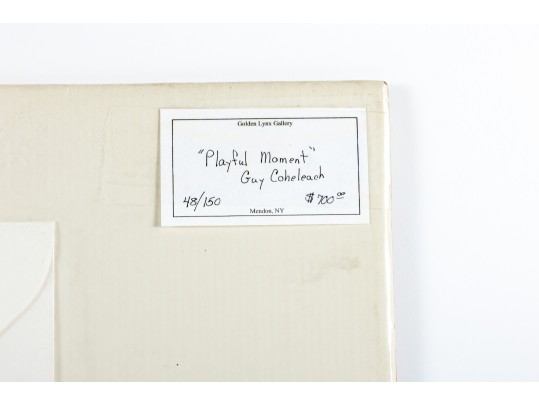 Golden Lynx Gallery
"Playful Moment"
Guy Coheleach
48/150 $700.00
Mendon, NY